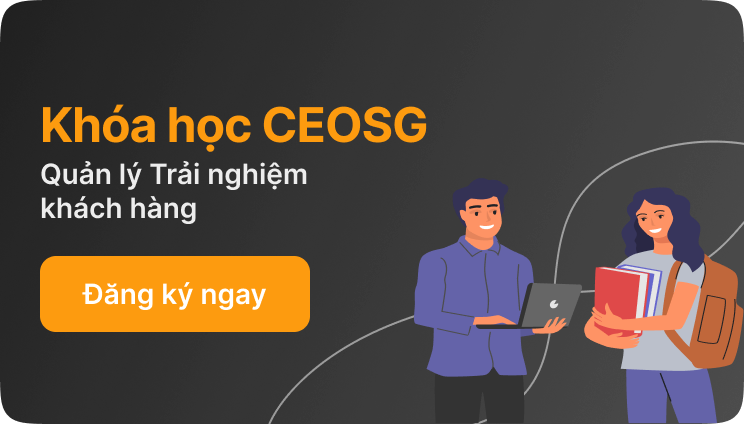 Khóa học CEOSG
Quản lý Trải nghiệm
khách hàng
Đăng ký ngay